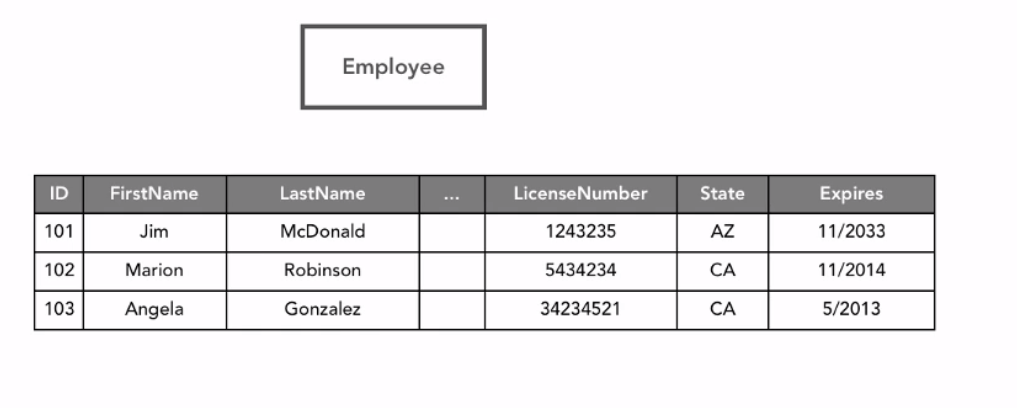 Employee
ID FirstName LastName ... LicenseNumber State Expires
101 Jim McDonald 1243235 AZ 11/2033
102 Marion Robinson 5434234 CA 11/2014
103 Angela Gonzalez 34234521 CA 5/2013